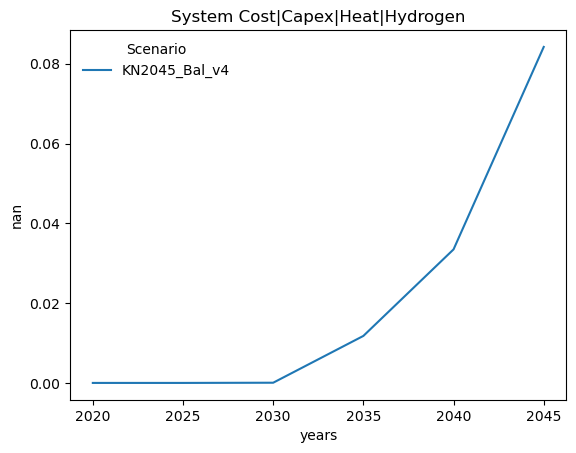 System Cost|Capex|Heat|Hydrogen
Scenario
KN2045_Bal_v4
nan
0.08
0.06
0.04
0.02
0.00
2020 2025 2030 2035 2040 2045
years